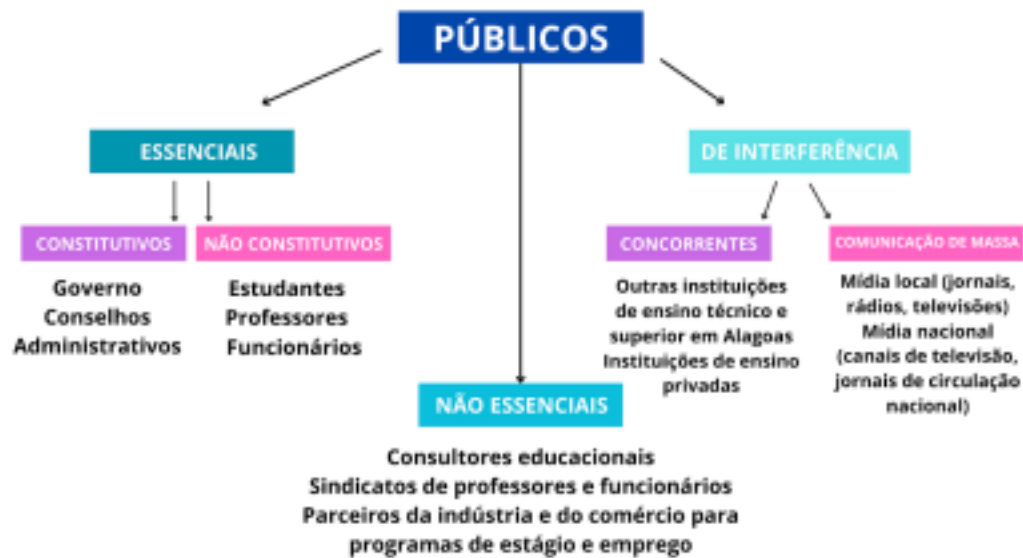 PÚBLICOS
ESSENCIAIS
CONSTITUTIVOS
Governo
Conselhos
Administrativos
NÃO CONSTITUTIVOS
Estudantes
Professores
Funcionários
NÃO ESSENCIAIS
Consultores educacionais
Sindicatos de professores e funcionários
Parceiros da indústria e do comércio para
programas de estágio e emprego
DE INTERFERÊNCIA
CONCORRENTES
Outras instituições
de ensino técnico e
superior em Alagoas
Instituições de ensino
privadas
COMUNICAÇÃO DE MASSA
Mídia local (jornais,
rádios, televisões)
Mídia nacional
(canais de televisão,
jornais de circulação
nacional)